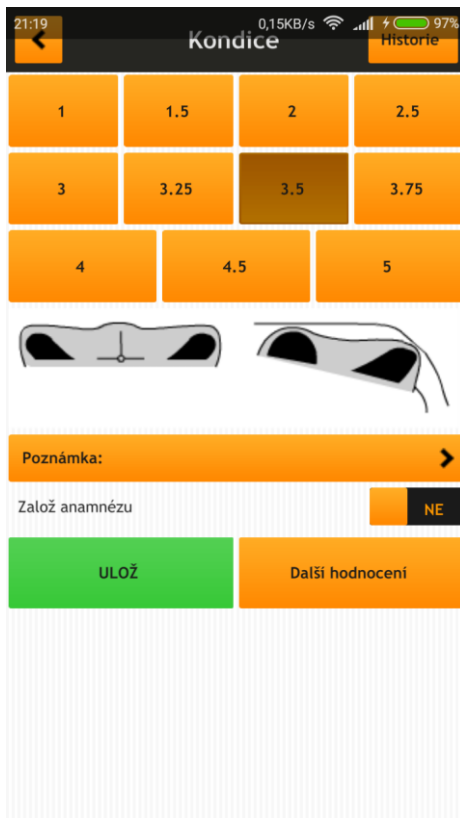 21:19 0,15KB/s 97%
Kondice Historie
1 1.5 2 2.5
3 3.25 3.5 3.75
4 4.5 5
Poznámka:
Založ anamnézu NE
ULOŽ Další hodnocení